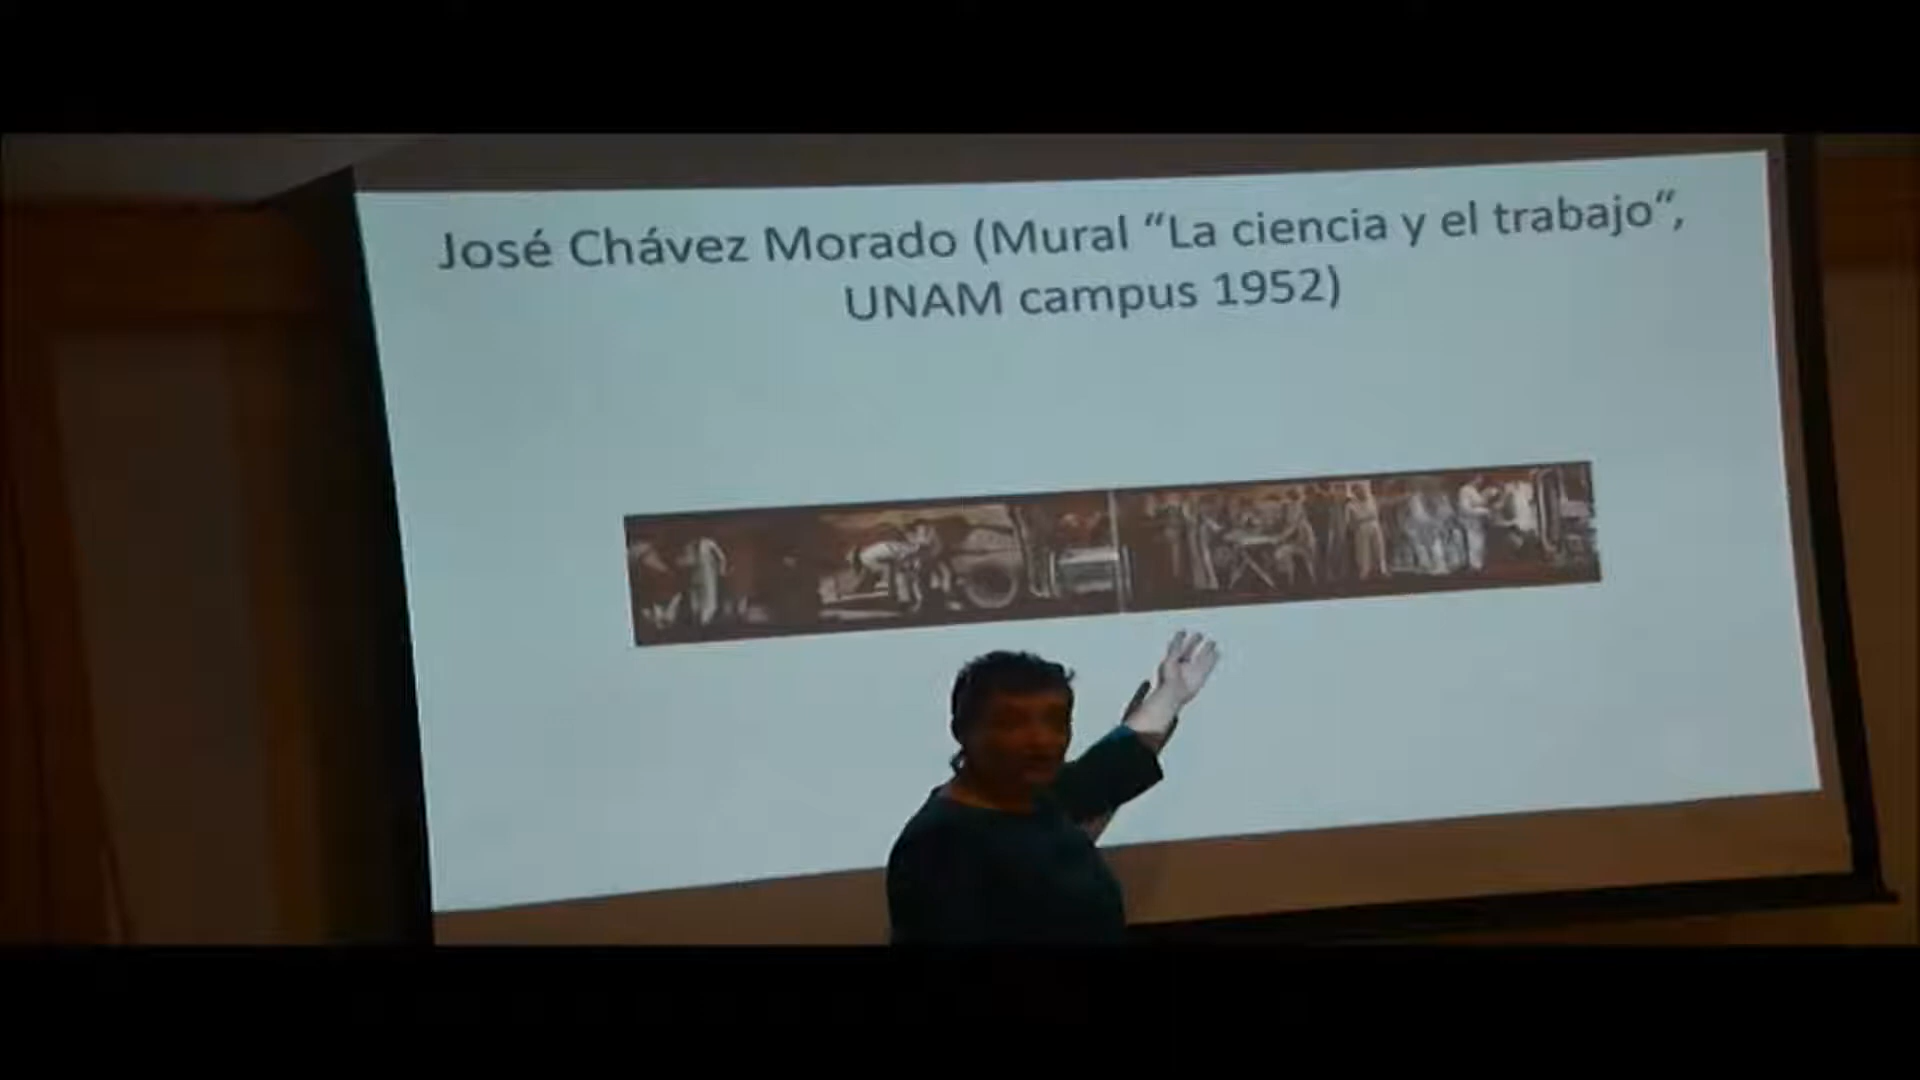 José Chávez Morado (Mural “La ciencia y el trabajo“,
UNAM campus 1952)